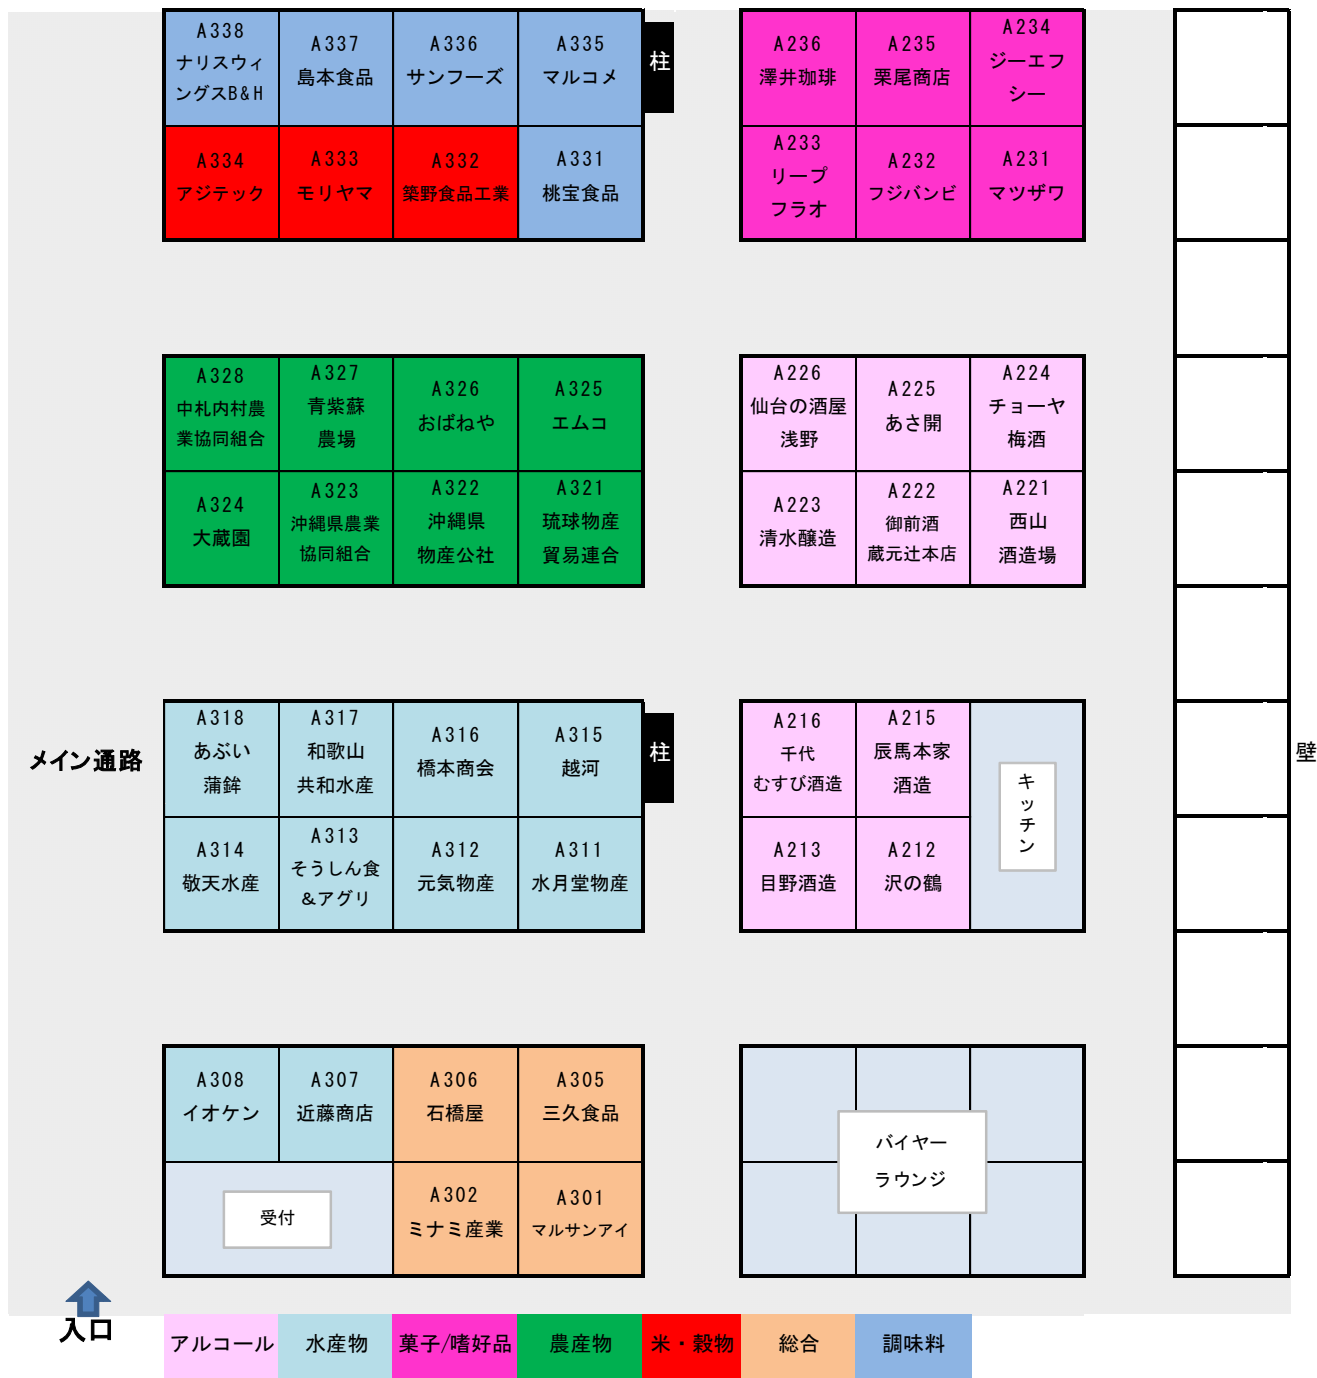 A338
ナリスウィ
ングスB&H
A337
島本食品
A336
サンフーズ
A335
マルコメ
柱
A236
澤井珈琲
A235
栗尾商店
A234
ジーエフ
シー
A334
アジテック
A333
モリヤマ
A332
築野食品工業
A331
桃宝食品
A233
リープ
フラオ
A232
フジバンビ
A231
マツザワ
A328
中札内村農
業協同組合
A327
青紫蘇
農場
A326
おばねや
A325
エムコ
A226
仙台の酒屋
浅野
A225
あさ開
A224
チョーヤ
梅酒
A324
大蔵園
A323
沖縄県農業
協同組合
A322
沖縄県
物産公社
A321
琉球物産
貿易連合
A223
清水醸造
A222
御前酒
蔵元辻本店
A221
西山
酒造場
メイン通路
A318
あぶい
蒲鉾
A317
和歌山
共和水産
A316
橋本商会
A315
越河
柱
A216
千代
むすび酒造
A215
辰馬本家
酒造
キッチン
壁
A314
敬天水産
A313
そうしん食
&アグリ
A312
元気物産
A311
水月堂物産
A213
目野酒造
A212
沢の鶴
A308
イオケン
A307
近藤商店
A306
石橋屋
A305
三久食品
バイヤー
ラウンジ
受付
A302
ミナミ産業
A301
マルサンアイ
入口
アルコール
水産物
菓子/嗜好品
農産物
米・穀物
総合
調味料